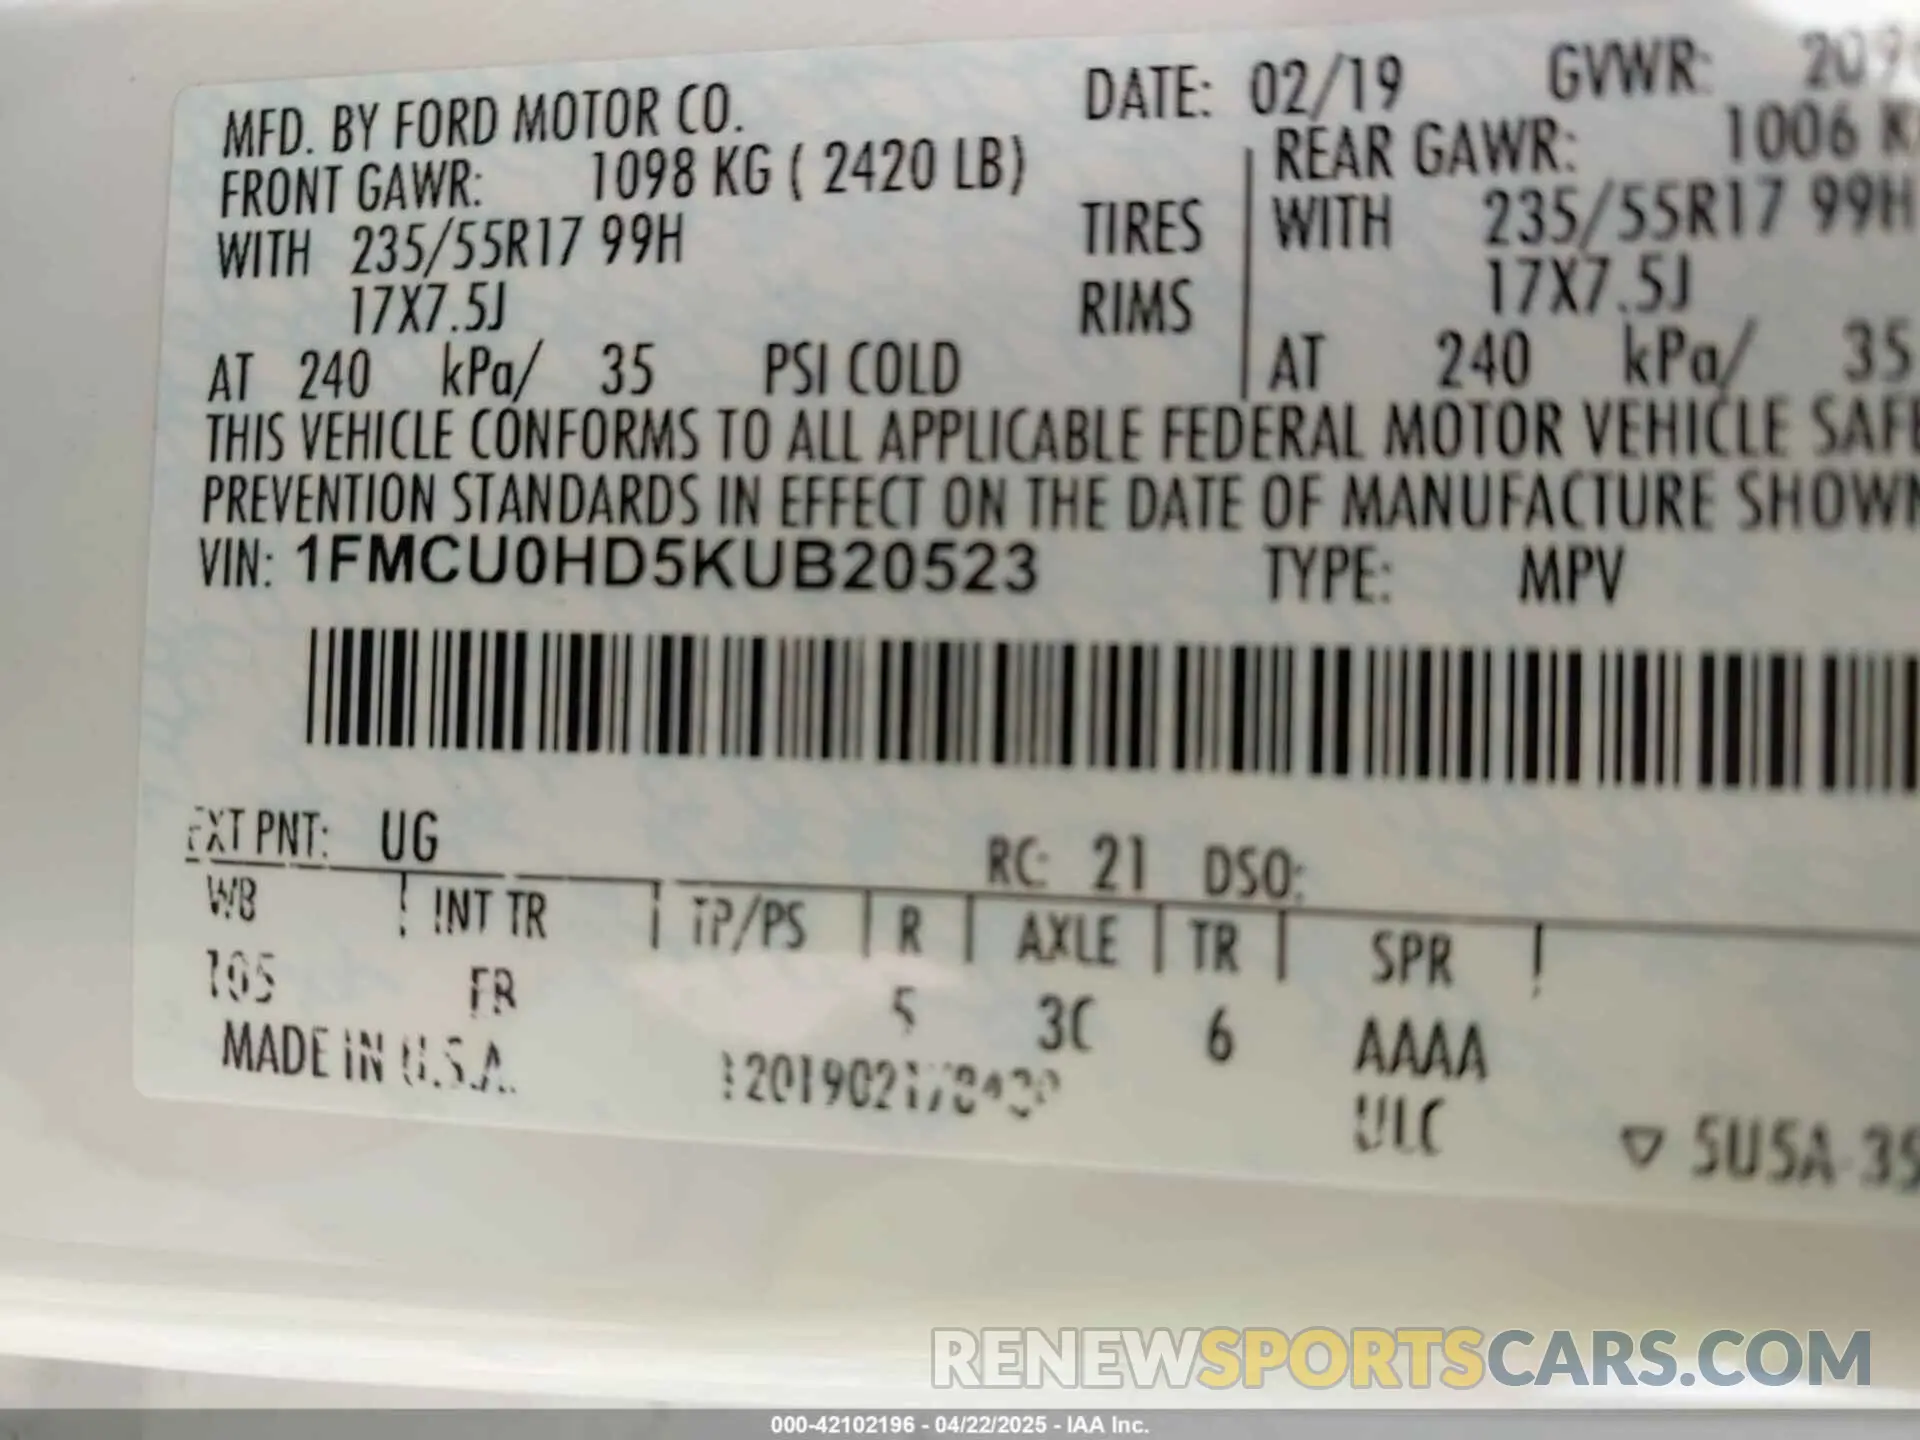 MFD. BY FORD MOTOR CO. DATE: 02/19 GVWR:
FRONT GAWR: 1098 KG ( 2420 LB) REAR GAWR: 1006
WITH 235/55R17 99H TIRES WITH 235/55R17 99H
17X7.5J RIMS 17X7.5J
AT 240 kPa/ 35 PSI COLD AT 240 kPa/ 35
THIS VEHICLE CONFORMS TO ALL APPLICABLE FEDERAL MOTOR VEHICLE
PREVENTION STANDARDS IN EFFECT ON THE DATE OF MANUFACTURE SHOWN
VIN: 1FMCU0HD5KUB20523 TYPE: MPV
EXT PNT: UG RC: 21 DSO:
WB INT TR TP/PS R AXLE TR SPR
105 FR 5 3C 6 AAAA
MADE IN U.S.A. ULC
5U5A-35
RENEWSPORTSCARS.COM
000-42102196 - 04/22/2025 - IAA Inc.